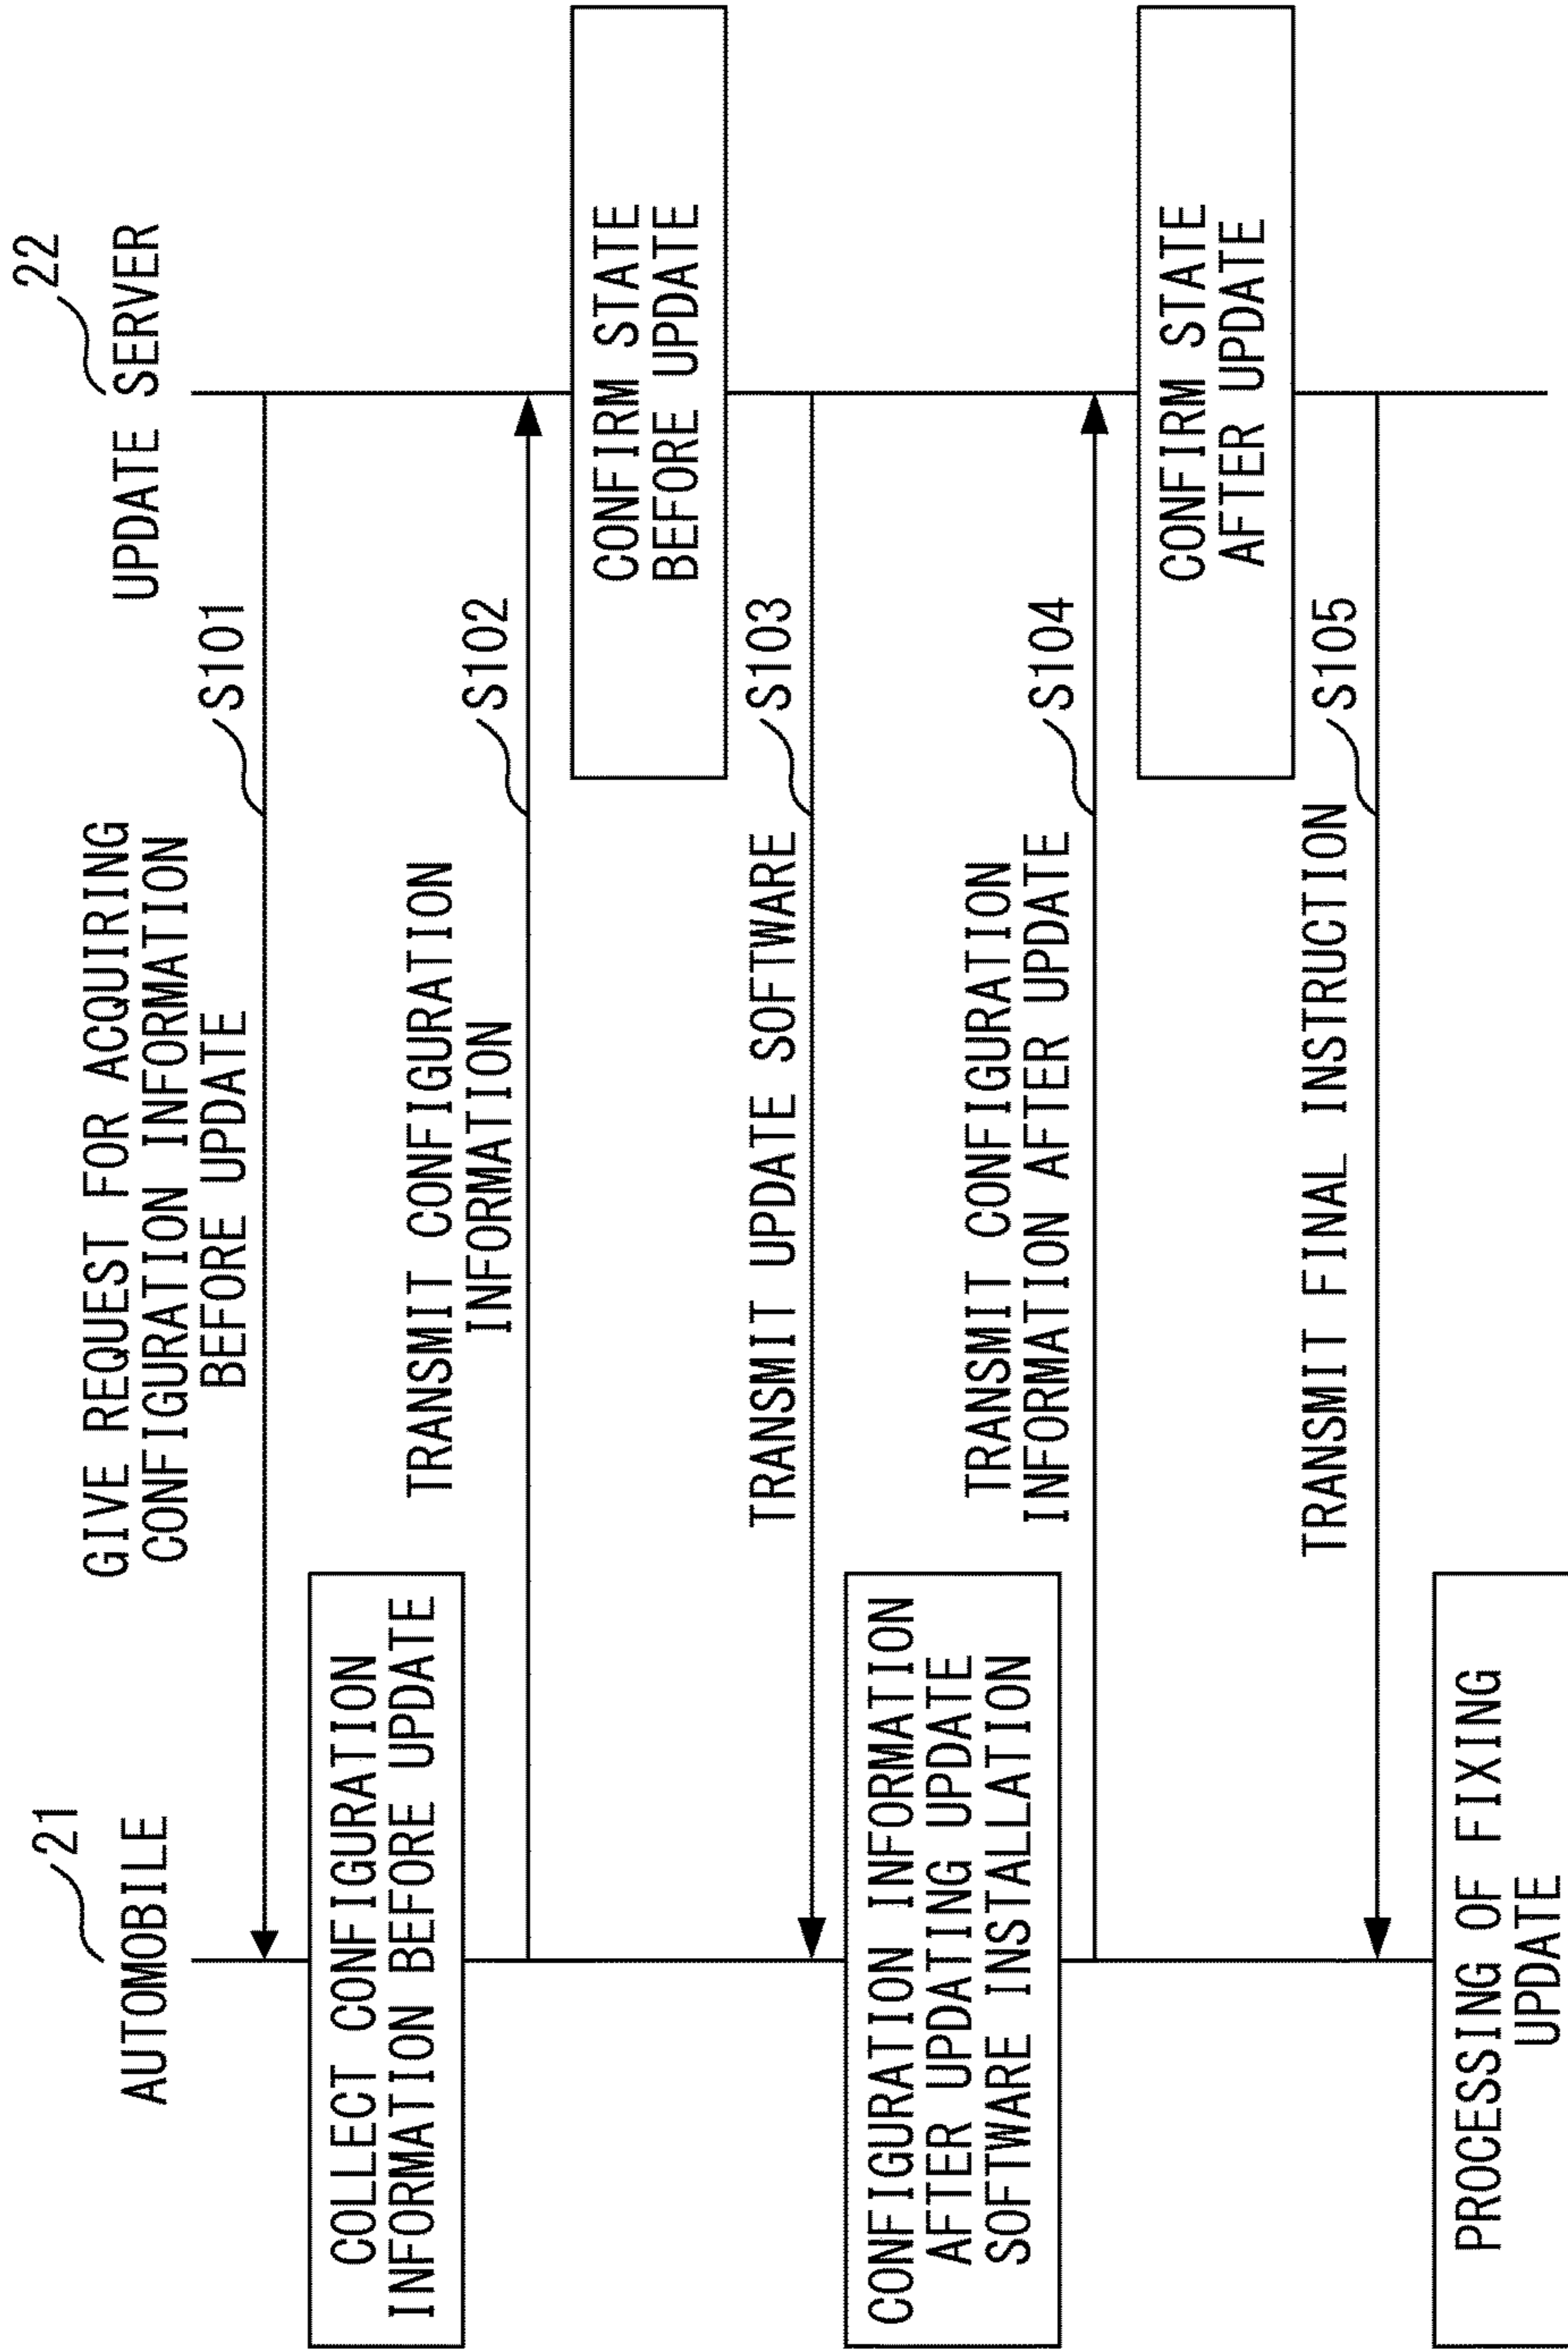 21
AUTOMOBILE
22
UPDATE SERVER
GIVE REQUEST FOR ACQUIRING
CONFIGURATION INFORMATION
BEFORE UPDATE
S101
COLLECT CONFIGURATION
INFORMATION BEFORE UPDATE
TRANSMIT CONFIGURATION
INFORMATION
S102
CONFIRM STATE
BEFORE UPDATE
TRANSMIT UPDATE SOFTWARE
S103
CONFIGURATION INFORMATION
AFTER UPDATING UPDATE
SOFTWARE INSTALLATION
TRANSMIT CONFIGURATION
INFORMATION AFTER UPDATE
S104
CONFIRM STATE
AFTER UPDATE
TRANSMIT FINAL INSTRUCTION
S105
PROCESSING OF FIXING
UPDATE